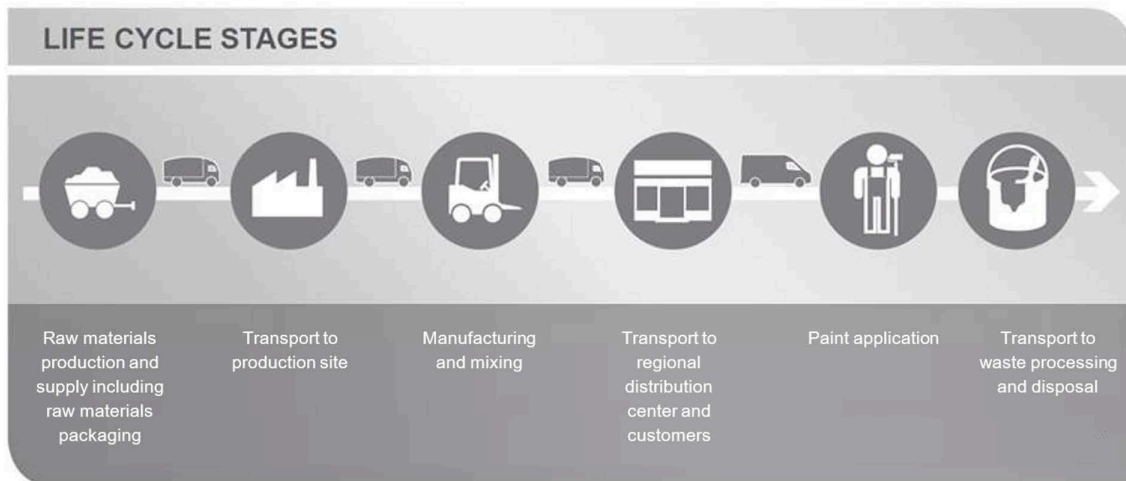 LIFE CYCLE STAGES
Raw materials
production and
supply including
raw materials
packaging
Transport to
production site
Manufacturing
and mixing
Transport to
regional
distribution
center and
customers
Paint application
Transport to
waste processing
and disposal